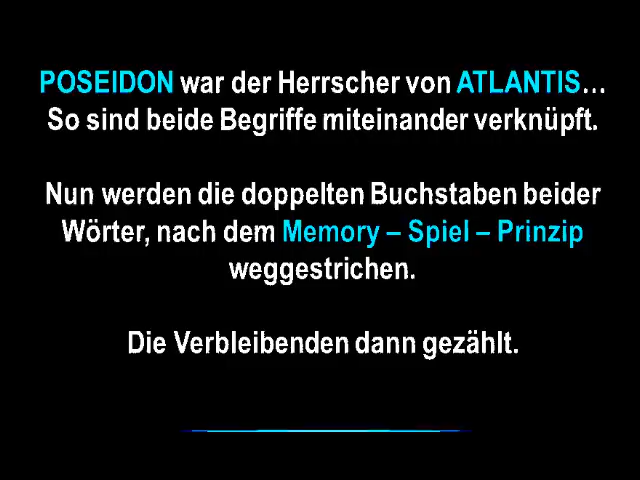 POSEIDON war der Herrscher von ATLANTIS…
So sind beide Begriffe miteinander verknüpft.
Nun werden die doppelten Buchstaben beider
Wörter, nach dem Memory – Spiel – Prinzip
weggestrichen.
Die Verbleibenden dann gezählt.